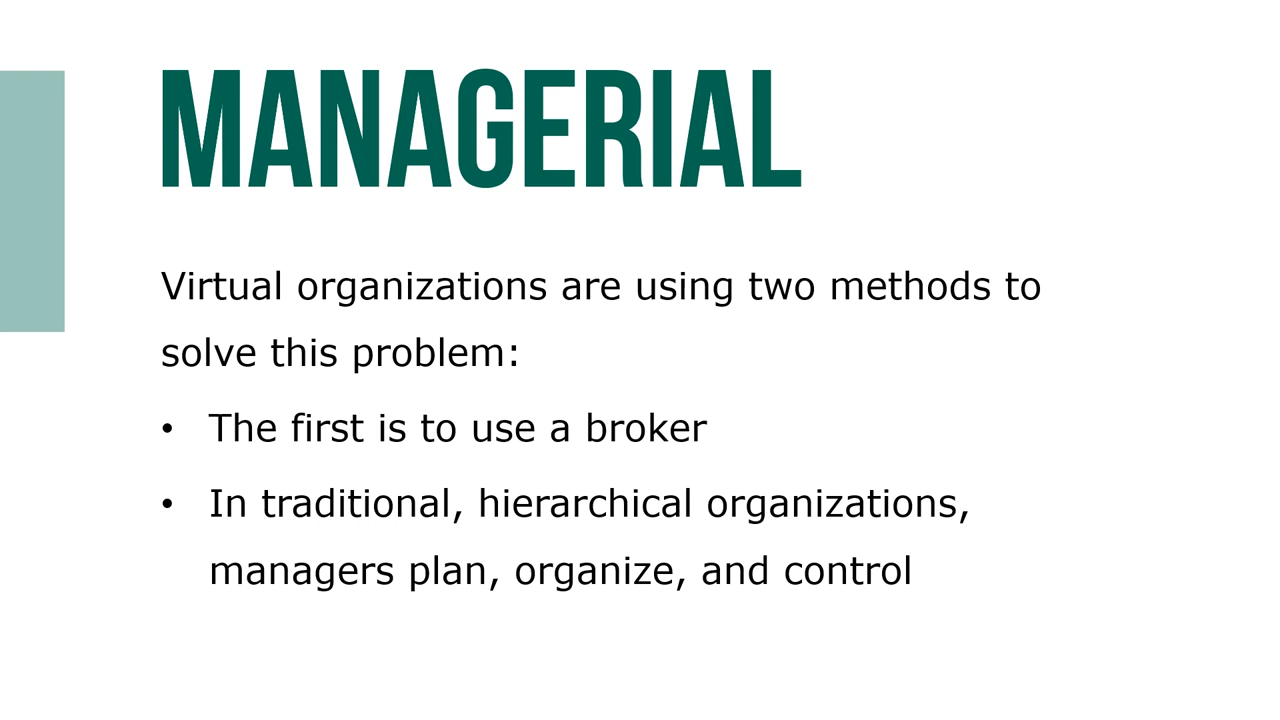 MANAGERIAL
Virtual organizations are using two methods to
solve this problem:
• The first is to use a broker
• In traditional, hierarchical organizations,
managers plan, organize, and control